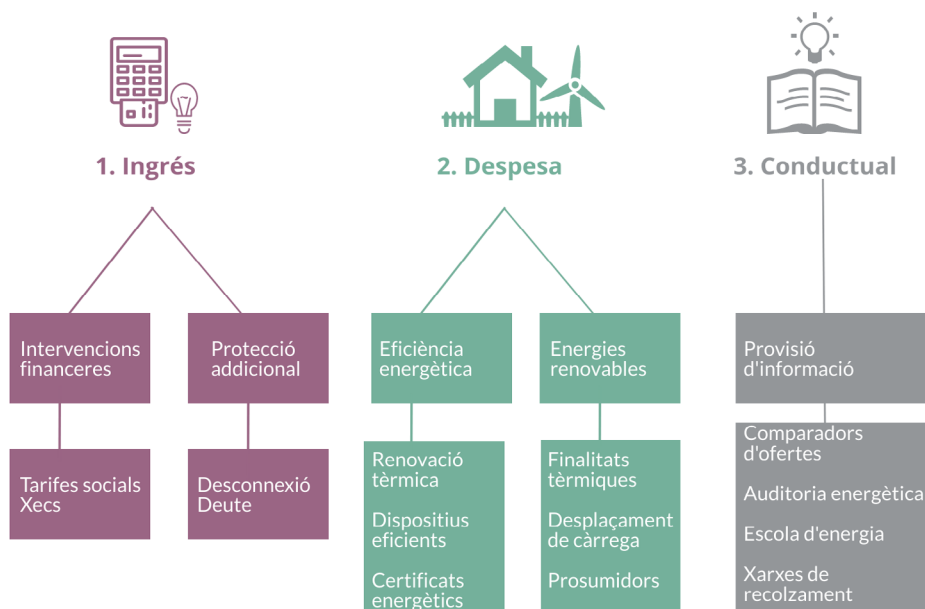 1. Ingrés
Intervencions
financeres
Tarifes socials
Xecs
Protecció
addicional
Desconnexió
Deute
2. Despesa
Eficiència
energètica
Renovació
tèrmica
Dispositius
eficients
Certificats
energètics
Energies
renovables
Finalitats
tèrmiques
Desplaçament
de càrrega
Prosumidors
3. Conductual
Provisió
d'informació
Comparadors
d'ofertes
Auditoria energètica
Escola d'energia
Xarxes de
recolzament